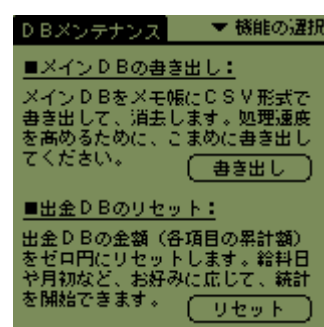 DBメンテナンス ▼ 機能の選択
■メインDBの書き出し：
メインDBをメモ帳にCSV形式で
書き出して、消去します。処理速度
を高めるために、こまめに書き出し
てください。
書き出し
■出金DBのリセット：
出金DBの金額（各項目の累計額）
をゼロ円にリセットします。給料日
や月初など、お好みに応じて、統計
を開始できます。
リセット